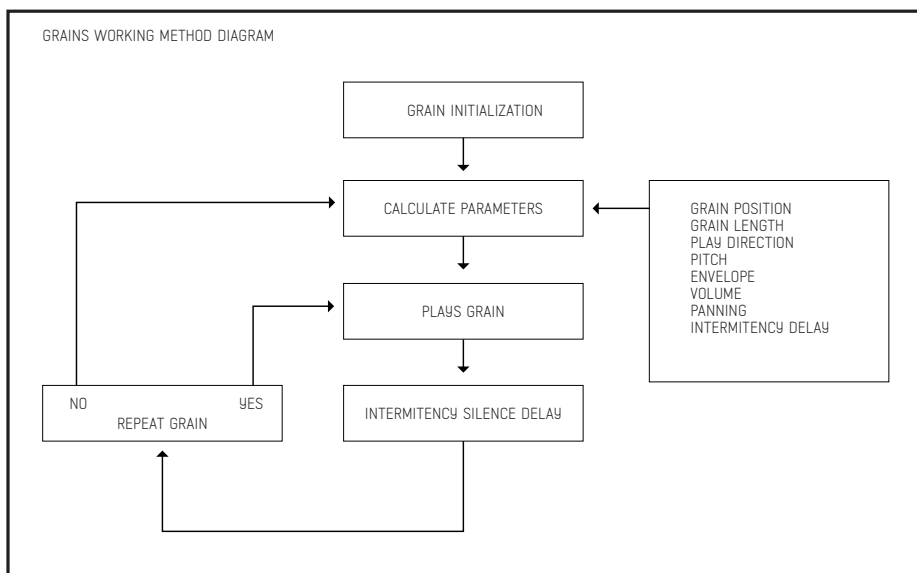 GRAINS WORKING METHOD DIAGRAM
GRAIN INITIALIZATION
CALCULATE PARAMETERS
GRAIN POSITION
GRAIN LENGTH
PLAY DIRECTION
PITCH
ENVELOPE
VOLUME
PANNING
INTERMITENCY DELAY
PLAYS GRAIN
NO YES
REPEAT GRAIN
INTERMITENCY SILENCE DELAY